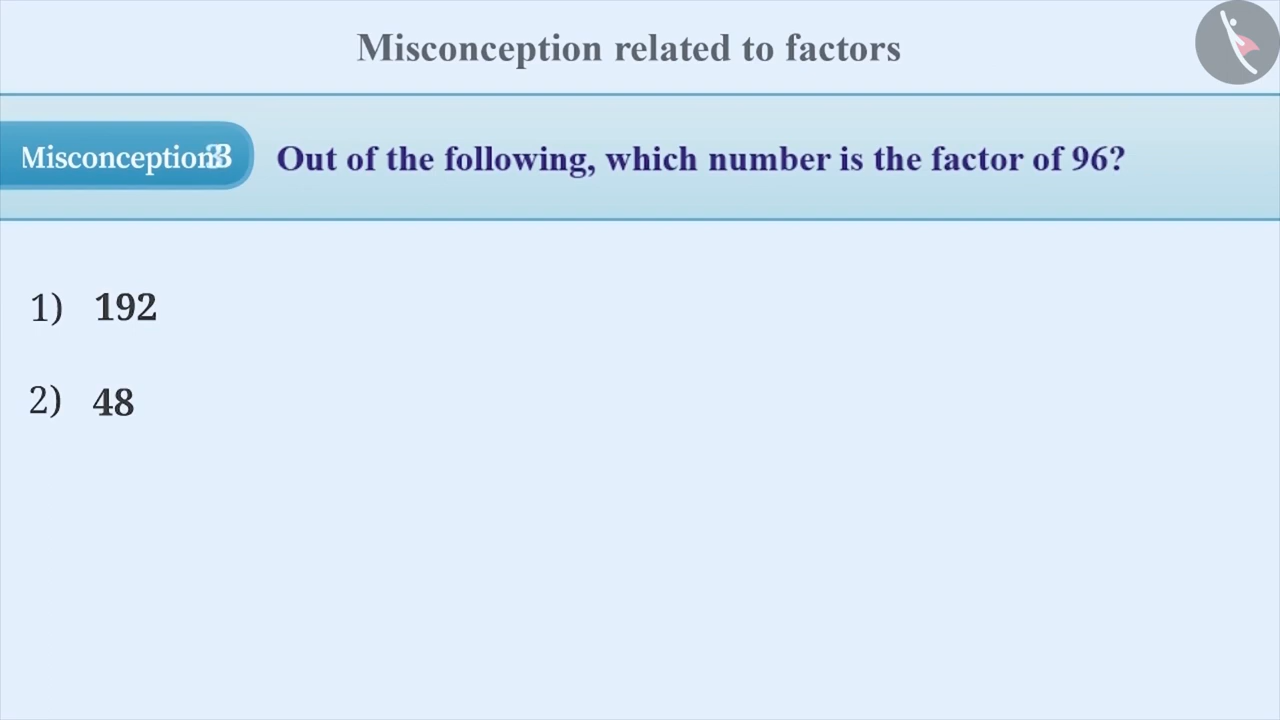 Misconception related to factors
Misconception 3
Out of the following, which number is the factor of 96?
1) 192
2) 48